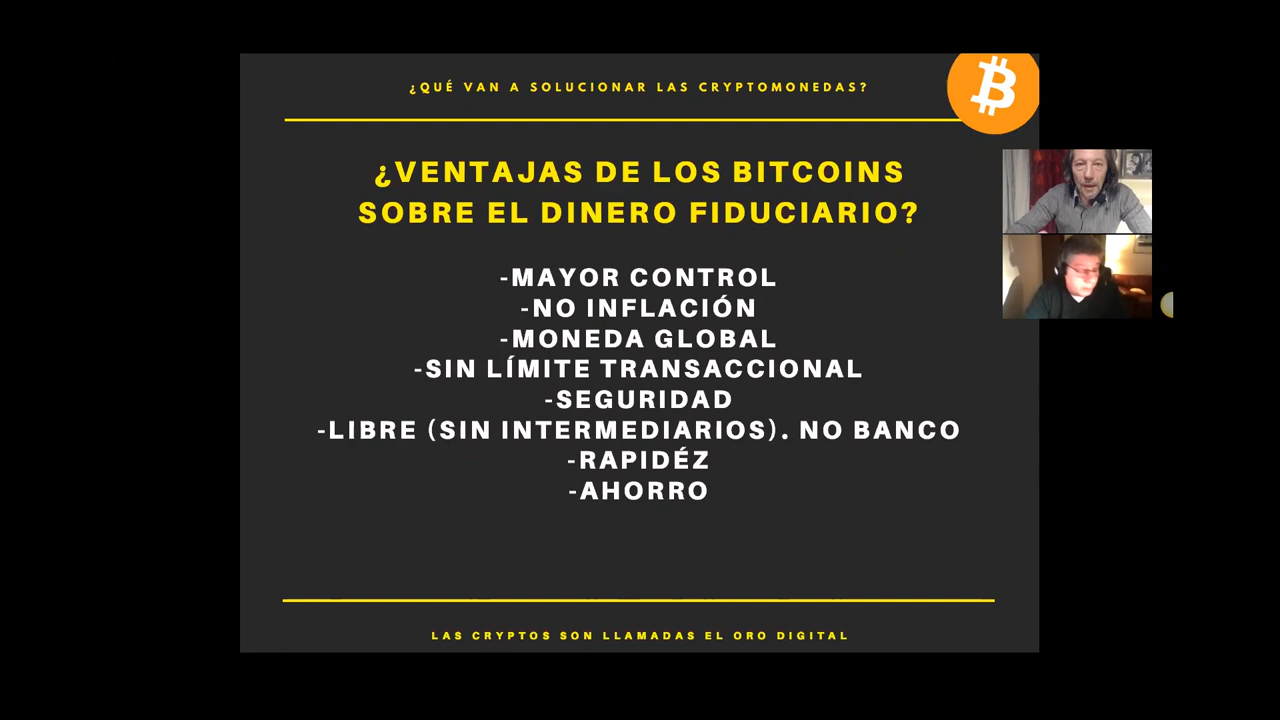 ¿QUÉ VAN A SOLUCIONAR LAS CRYPTOMONEDAS?
¿VENTAJAS DE LOS BITCOINS
SOBRE EL DINERO FIDUCIARIO?
-MAYOR CONTROL
-NO INFLACIÓN
-MONEDA GLOBAL
-SIN LÍMITE TRANSACCIONAL
-SEGURIDAD
-LIBRE (SIN INTERMEDIARIOS). NO BANCO
-RAPIDÉZ
-AHORRO
LAS CRYPTOS SON LLAMADAS EL ORO DIGITAL